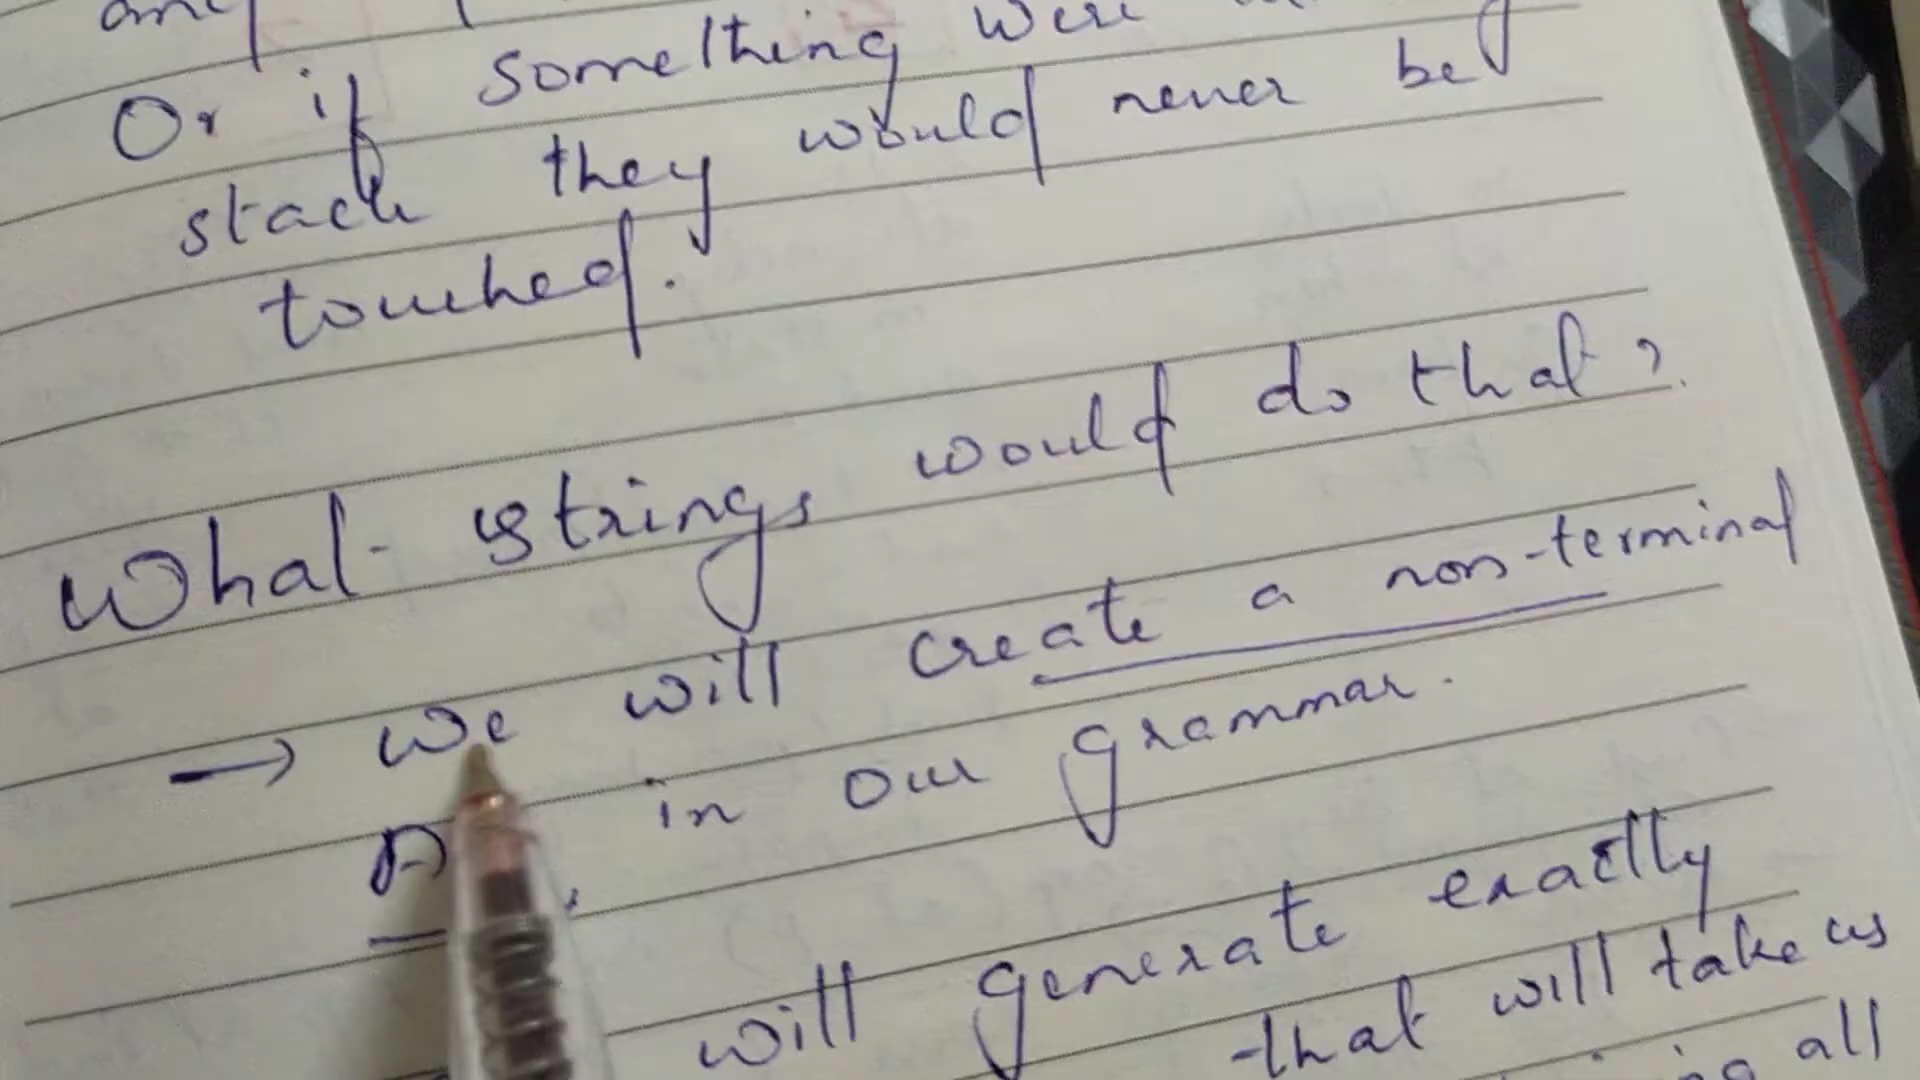 any
Or if something were
stack they would never be
touched.
What strings would do that?
→ We will create a non-terminal
A in our grammar.
will generate exactly
that will take us
all